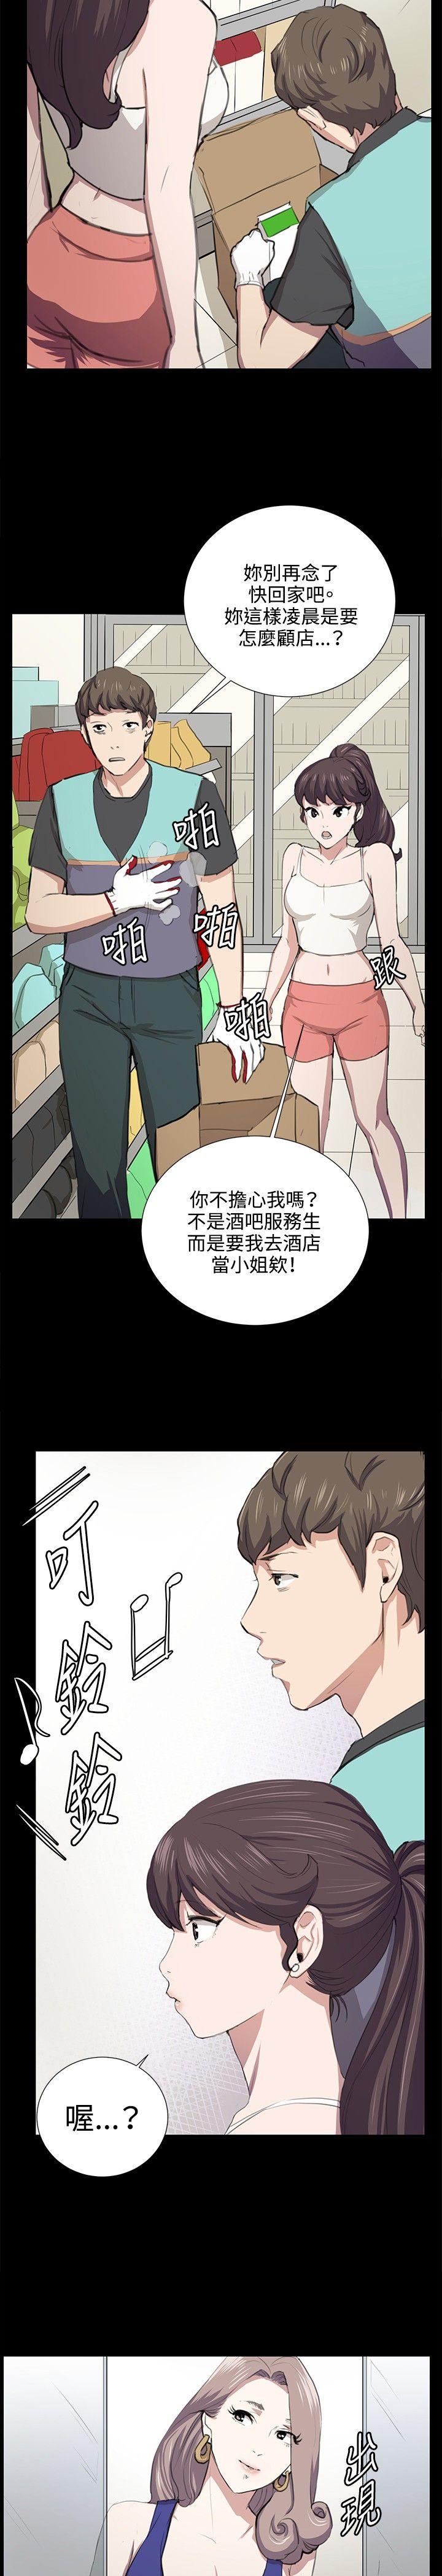 妳別再念了
快回家吧。
妳這樣凌晨是要
怎麼顧店…？
啪
啪
啪
啪
跟
你不擔心我嗎？
不是酒吧服務生
而是要我去酒店
當小姐欸！
叮
鈴
鈴
喔…？
出
現